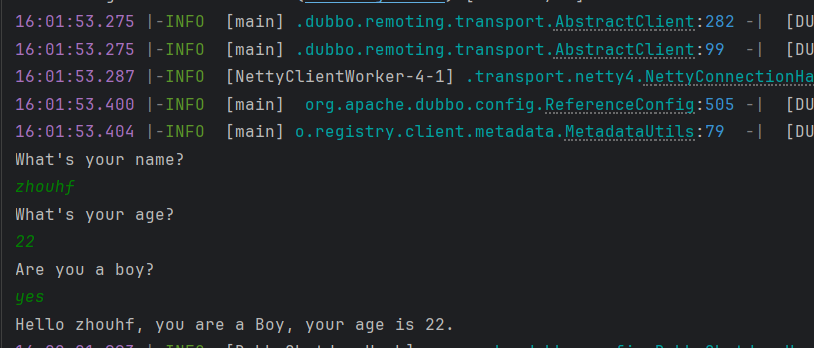 16:01:53.275 |-INFO  [main] .dubbo.remoting.transport.AbstractClient:282 -|  [DU
16:01:53.275 |-INFO  [main] .dubbo.remoting.transport.AbstractClient:99  -|  [DU
16:01:53.287 |-INFO  [NettyClientWorker-4-1] .transport.netty4.NettyConnectionHa
16:01:53.400 |-INFO  [main]  org.apache.dubbo.config.ReferenceConfig:505 -|  [DU
16:01:53.404 |-INFO  [main] o.registry.client.metadata.MetadataUtils:79  -|  [DU
What's your name?
zhouhf
What's your age?
22
Are you a boy?
yes
Hello zhouhf, you are a Boy, your age is 22.